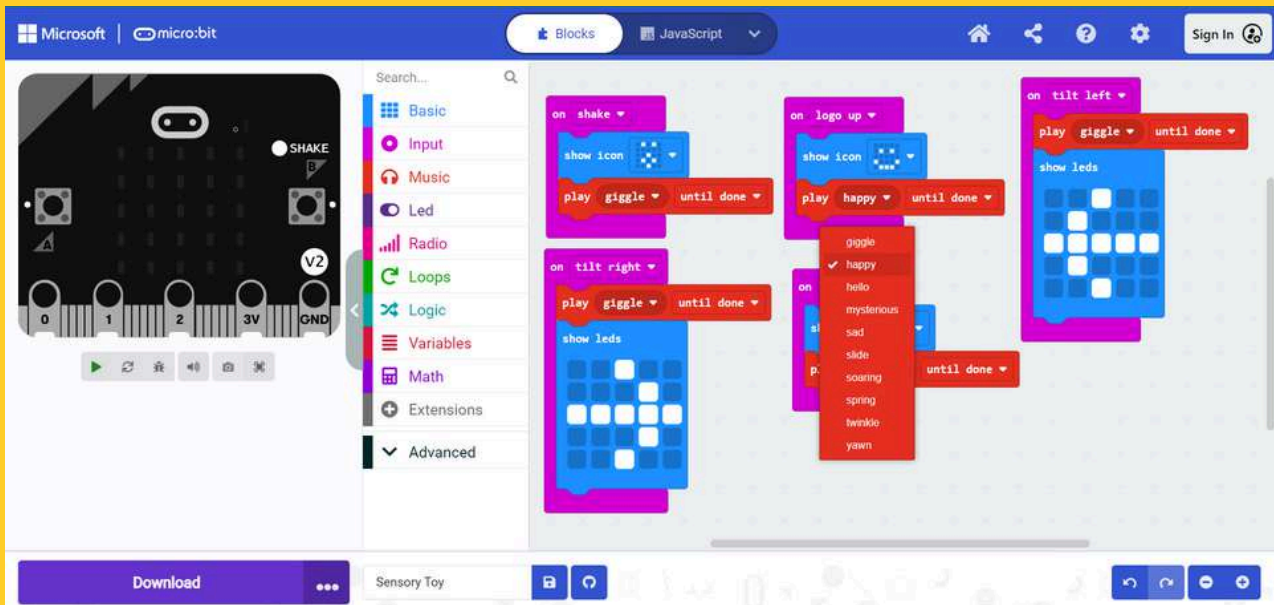 Microsoft | micro:bit
Blocks
JavaScript
Sign In
SHAKE
B
A
V2
0 1 2 3V GND
Search...
Basic
Input
Music
Led
Radio
Loops
Logic
Variables
Math
Extensions
Advanced
on shake
show icon
play giggle until done
on tilt right
play giggle until done
show leds
on logo up
show icon
play happy until done
giggle
happy
hello
mysterious
sad
slide
soaring
spring
twinkle
yawn
on
until done
on tilt left
play giggle until done
show leds
Download
Sensory Toy